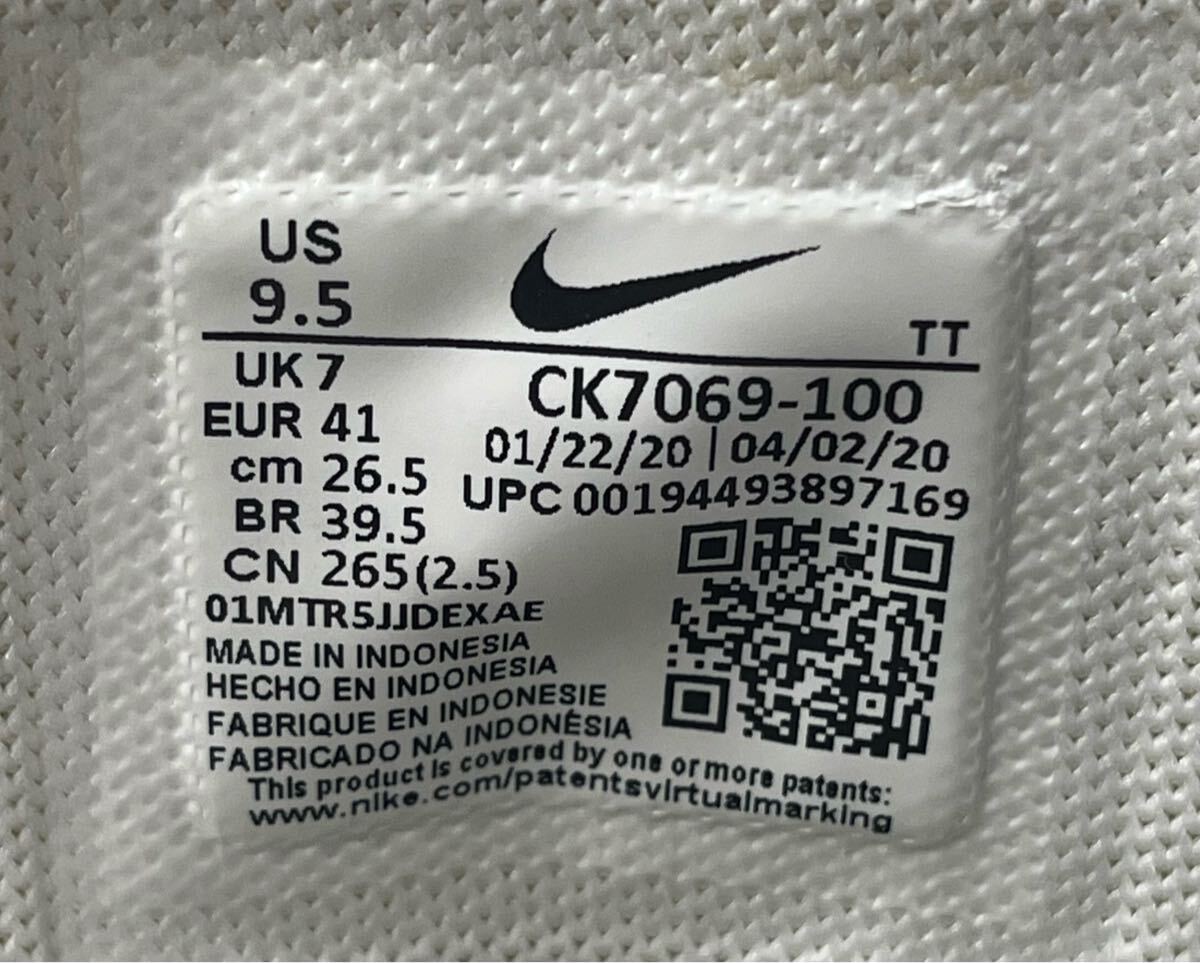 US
9.5
TT
UK 7
EUR 41
cm 26.5
BR 39.5
CN 265(2.5)
CK7069-100
01/22/20 | 04/02/20
UPC 00194493897169
01MTR5JJDEXAE
MADE IN INDONESIA
HECHO EN INDONESIA
FABRIQUE EN INDONESIE
FABRICADO NA INDONÉSIA
This product is covered by one or more patents:
www.nike.com/patentsvirtualmarking